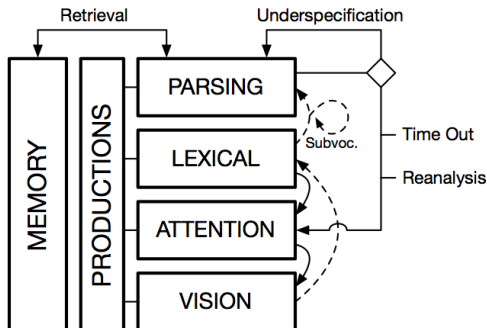 Retrieval
Underspecification
MEMORY
PRODUCTIONS
PARSING
Subvoc.
Time Out
LEXICAL
Reanalysis
ATTENTION
VISION